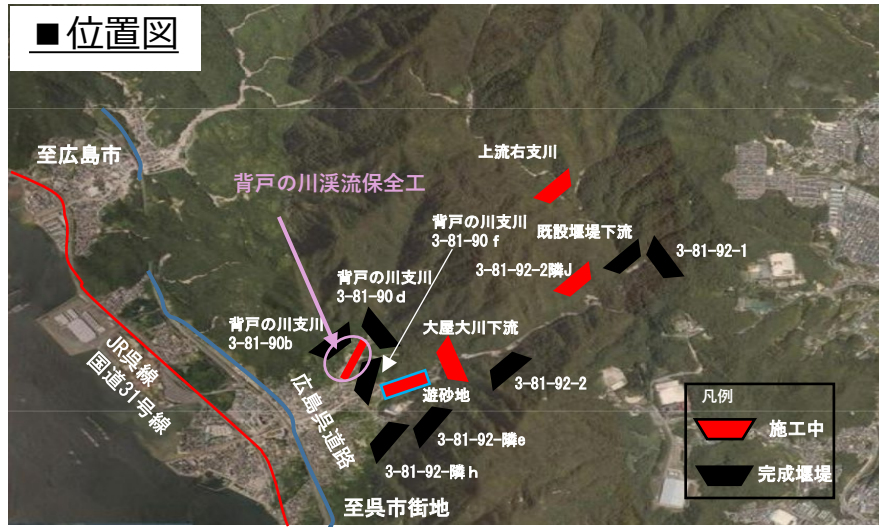 ■位置図
至広島市
上流右支川
背戸の川渓流保全工
背戸の川支川
3-81-90 f
既設堰堤下流
3-81-92-1
3-81-92-2隣J
背戸の川支川
3-81-90 d
背戸の川支川
3-81-90b
大屋大川下流
JR呉線
国道31号線
広島呉道路
3-81-92-2
遊砂地
凡例
施工中
完成堰堤
3-81-92-隣e
3-81-92-隣h
至呉市街地